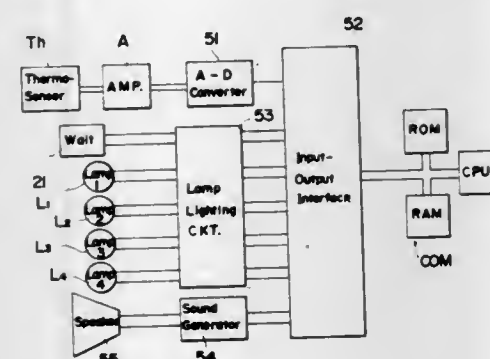 52
Th
A
51
Thermo-
Sensor
AMP.
A - D
Converter
53
Wait
21
Lamp
1
L1
Lamp
2
L2
Lamp
3
L3
Lamp
4
L4
Lamp
Lighting
CKT.
Input-
Output
Interface
ROM
CPU
RAM
COM
Speaker
55
Sound
Generator
54